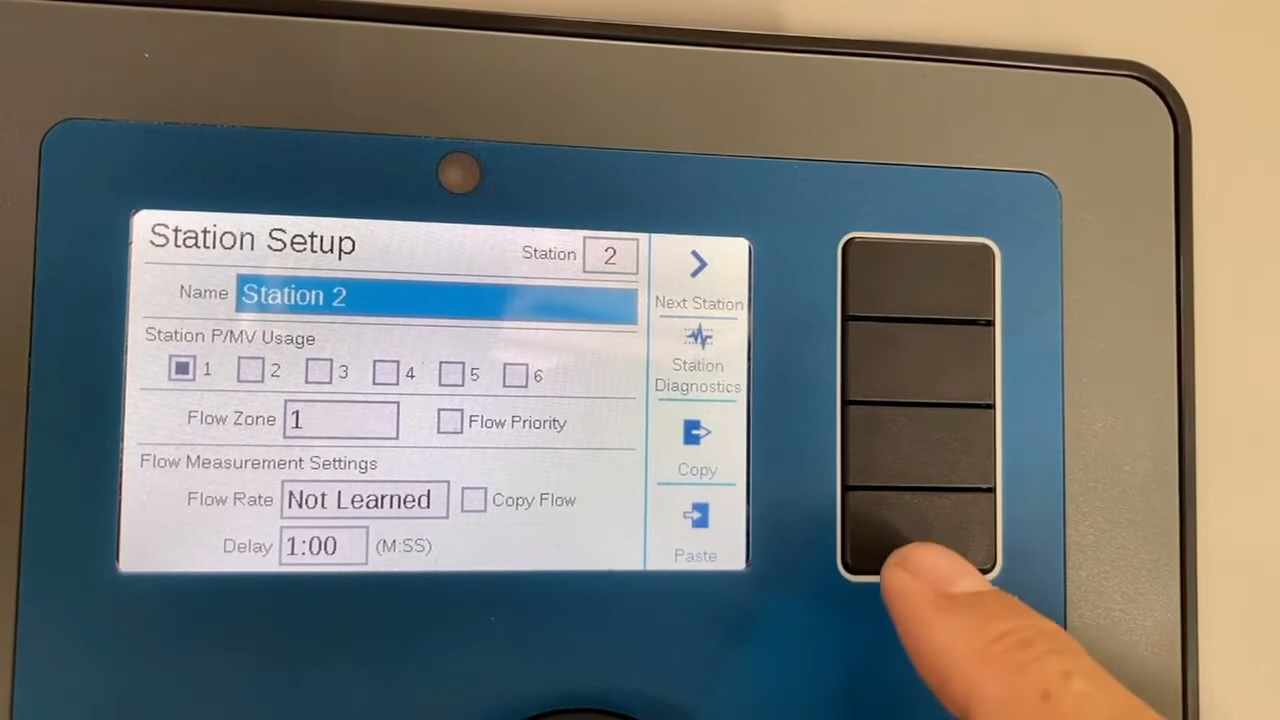 Station Setup
Station 2
Name Station 2
Station P/MV Usage
1 2 3 4 5 6
Flow Zone 1 Flow Priority
Flow Measurement Settings
Flow Rate Not Learned Copy Flow
Delay 1:00 (M:SS)
Next Station
Station
Diagnostics
Copy
Paste